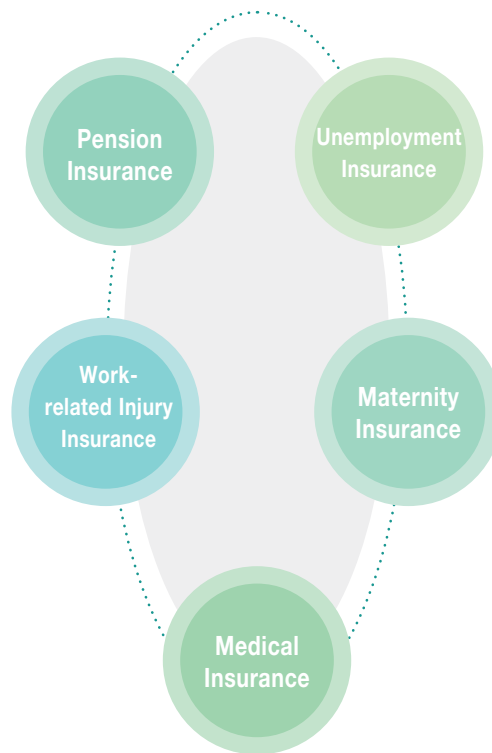 Pension
Insurance
Unemployment
Insurance
Work-
related Injury
Insurance
Maternity
Insurance
Medical
Insurance